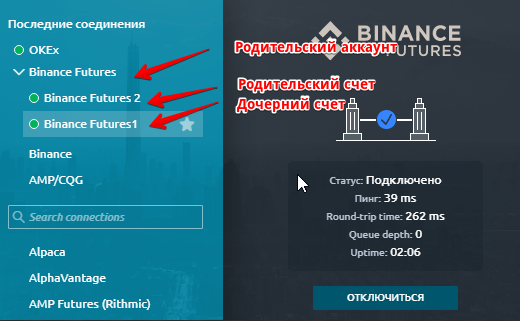 Последние соединения
OKEx
Binance Futures
Binance Futures 2
Binance Futures1
Binance
AMP/CQG
Search connections
Alpaca
AlphaVantage
AMP Futures (Rithmic)
Родительский аккаунт
Родительский счет
Дочерний счет
BINANCE
FUTURES
Статус: Подключено
Пинг: 39 ms
Round-trip time: 262 ms
Queue depth: 0
Uptime: 02:06
ОТКЛЮЧИТЬСЯ